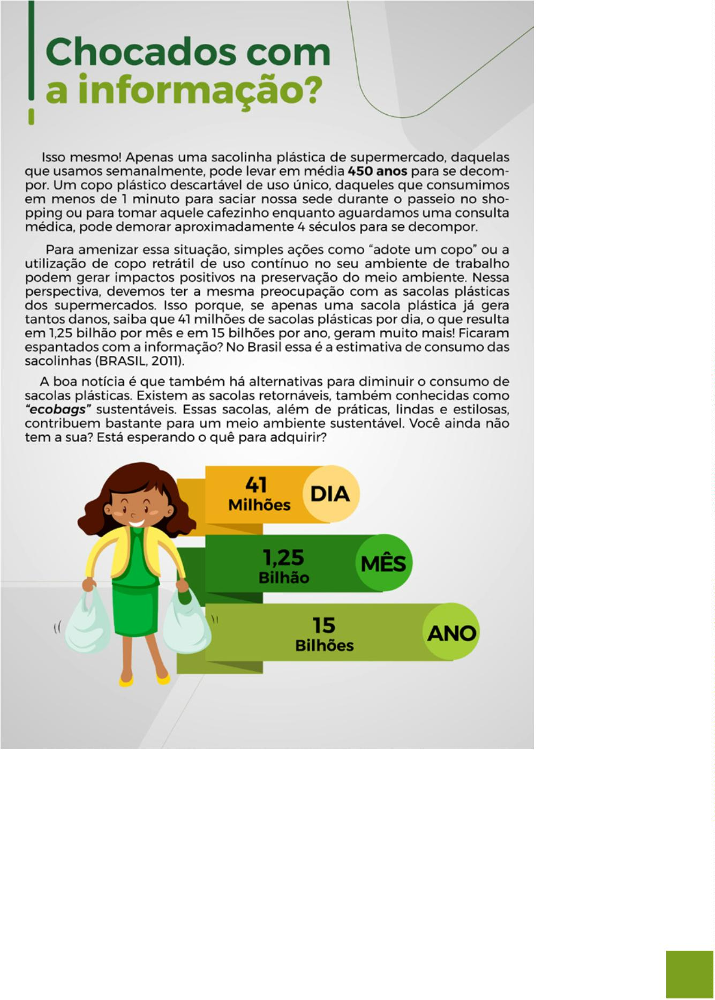 Chocados com
a informação?
Isso mesmo! Apenas uma sacolinha plástica de supermercado, daquelas
que usamos semanalmente, pode levar em média 450 anos para se decom-
por. Um copo plástico descartável de uso único, daqueles que consumimos
em menos de 1 minuto para saciar nossa sede durante o passeio no sho-
pping ou para tomar aquele cafezinho enquanto aguardamos uma consulta
médica, pode demorar aproximadamente 4 séculos para se decompor.
Para amenizar essa situação, simples ações como “adote um copo” ou a
utilização de copo retrátil de uso contínuo no seu ambiente de trabalho
podem gerar impactos positivos na preservação do meio ambiente. Nessa
perspectiva, devemos ter a mesma preocupação com as sacolas plásticas
dos supermercados. Isso porque, se apenas uma sacola plástica já gera
tantos danos, saiba que 41 milhões de sacolas plásticas por dia, o que resulta
em 1,25 bilhão por mês e em 15 bilhões por ano, geram muito mais! Ficaram
espantados com a informação? No Brasil essa é a estimativa de consumo das
sacolinhas (BRASIL, 2011).
A boa notícia é que também há alternativas para diminuir o consumo de
sacolas plásticas. Existem as sacolas retornáveis, também conhecidas como
“ecobags” sustentáveis. Essas sacolas, além de práticas, lindas e estilosas,
contribuem bastante para um meio ambiente sustentável. Você ainda não
tem a sua? Está esperando o quê para adquirir?
41
Milhões
DIA
1,25
Bilhão
MÊS
15
Bilhões
ANO